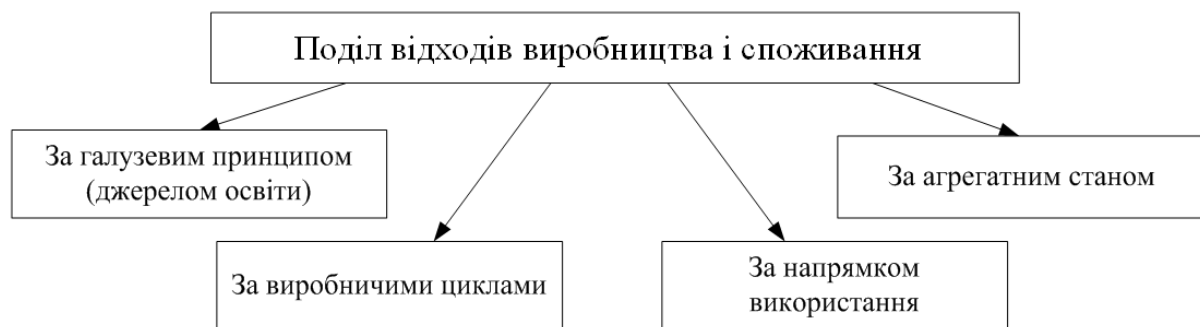 Поділ відходів виробництва і споживання
За галузевим принципом
(джерелом освіти)
За агрегатним станом
За виробничими циклами
За напрямком
використання